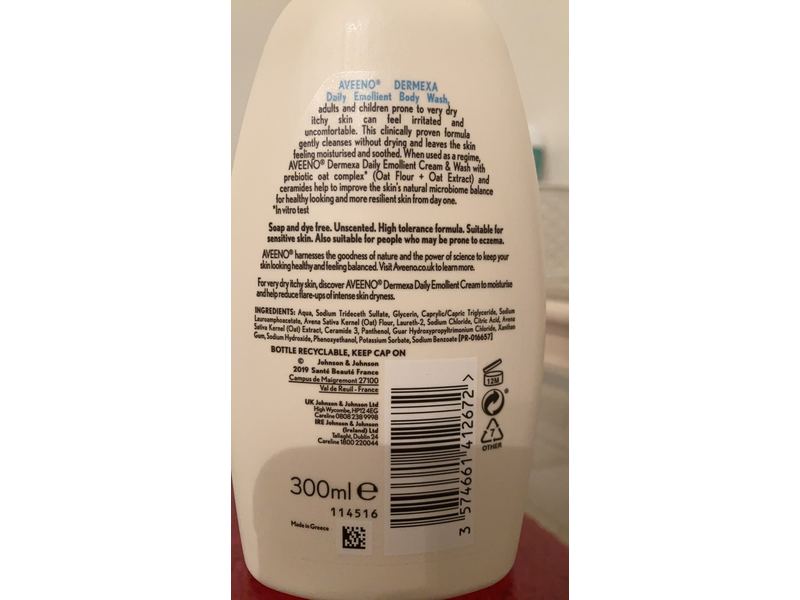 AVEENO® DERMEXA
Daily Emollient Body Wash,
adults and children prone to very dry
itchy skin can feel irritated and
uncomfortable. This clinically proven formula
gently cleanses without drying and leaves the skin
feeling moisturised and soothed. When used as a regime,
AVEENO® Dermexa Daily Emollient Cream & Wash with
prebiotic oat complex* (Oat Flour + Oat Extract) and
ceramides help to improve the skin's natural microbiome balance
for healthy looking and more resilient skin from day one.
*In vitro test
Soap and dye free. Unscented. High tolerance formula. Suitable for
sensitive skin. Also suitable for people who may be prone to eczema.
AVEENO® harnesses the goodness of nature and the power of science to keep your
skin looking healthy and feeling balanced. Visit Aveeno.co.uk to learn more.
For very dry itchy skin, discover AVEENO® Dermexa Daily Emollient Cream to moisturise
and help reduce flare-ups of intense skin dryness.
INGREDIENTS: Aqua, Sodium Trideceth Sulfate, Glycerin, Caprylic/Capric Triglyceride, Sodium
Lauroamphoacetate, Avena Sativa Kernel (Oat) Flour, Laureth-2, Sodium Chloride, Citric Acid, Avena
Sativa Kernel (Oat) Extract, Ceramide 3, Panthenol, Guar Hydroxypropyltrimonium Chloride, Xanthan
Gum, Sodium Hydroxide, Phenoxyethanol, Potassium Sorbate, Sodium Benzoate [PR-016657]
BOTTLE RECYCLABLE, KEEP CAP ON
© Johnson & Johnson
2019 Santé Beauté France
Campus de Maigremont 27100
Val de Reuil - France
UK Johnson & Johnson Ltd
High Wycombe, HP12 4EG
Careline 0808 238 9998
IRE Johnson & Johnson
(Ireland) Ltd
Tallaght, Dublin 24
Careline 1800 220044
300ml e
114516
Made in Greece
3 574661 412672 >
12M
7
OTHER